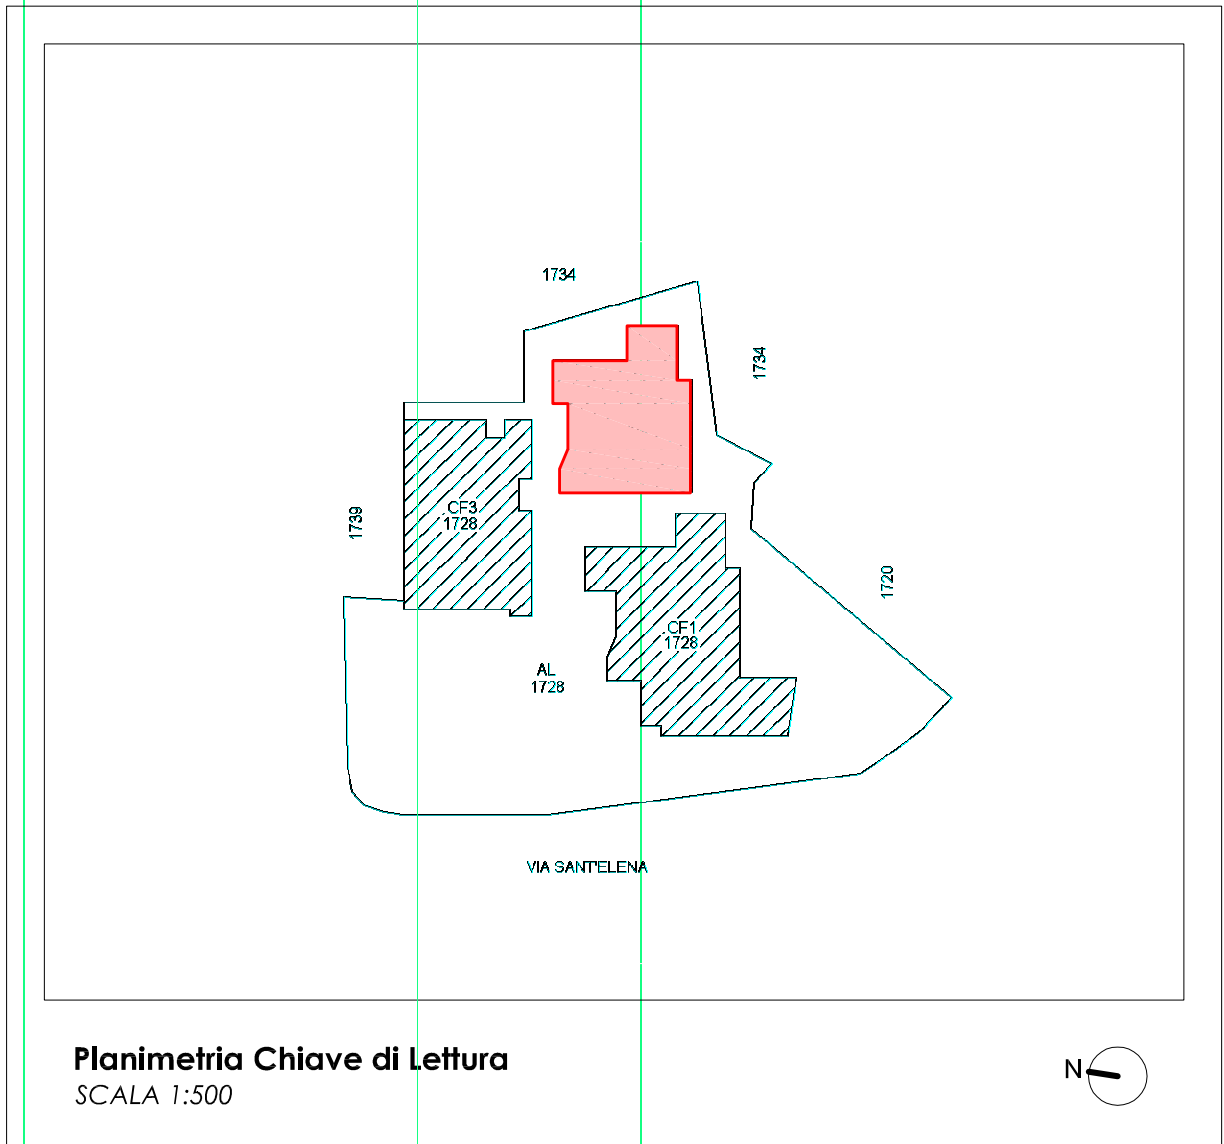 1734
1734
CF3
1728
1739
1720
CF1
1728
AL
1728
VIA SANT'ELENA
Planimetria Chiave di Lettura
N
SCALA 1:500